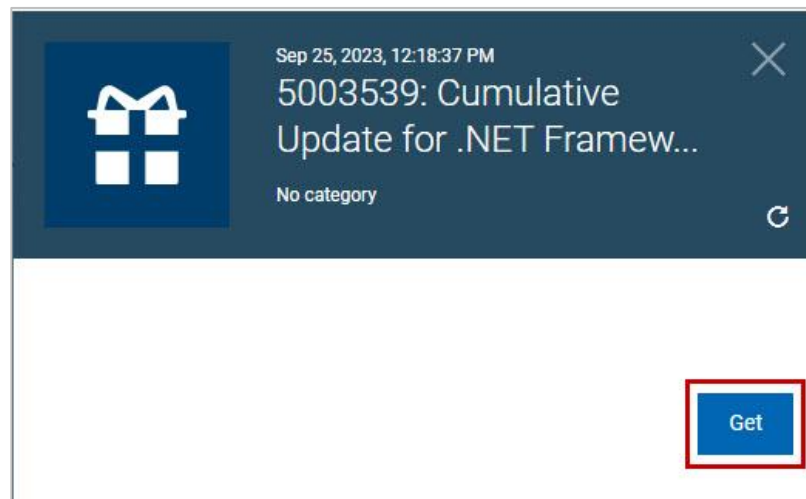 Sep 25, 2023, 12:18:37 PM
5003539: Cumulative
Update for .NET Framew...
No category
Get